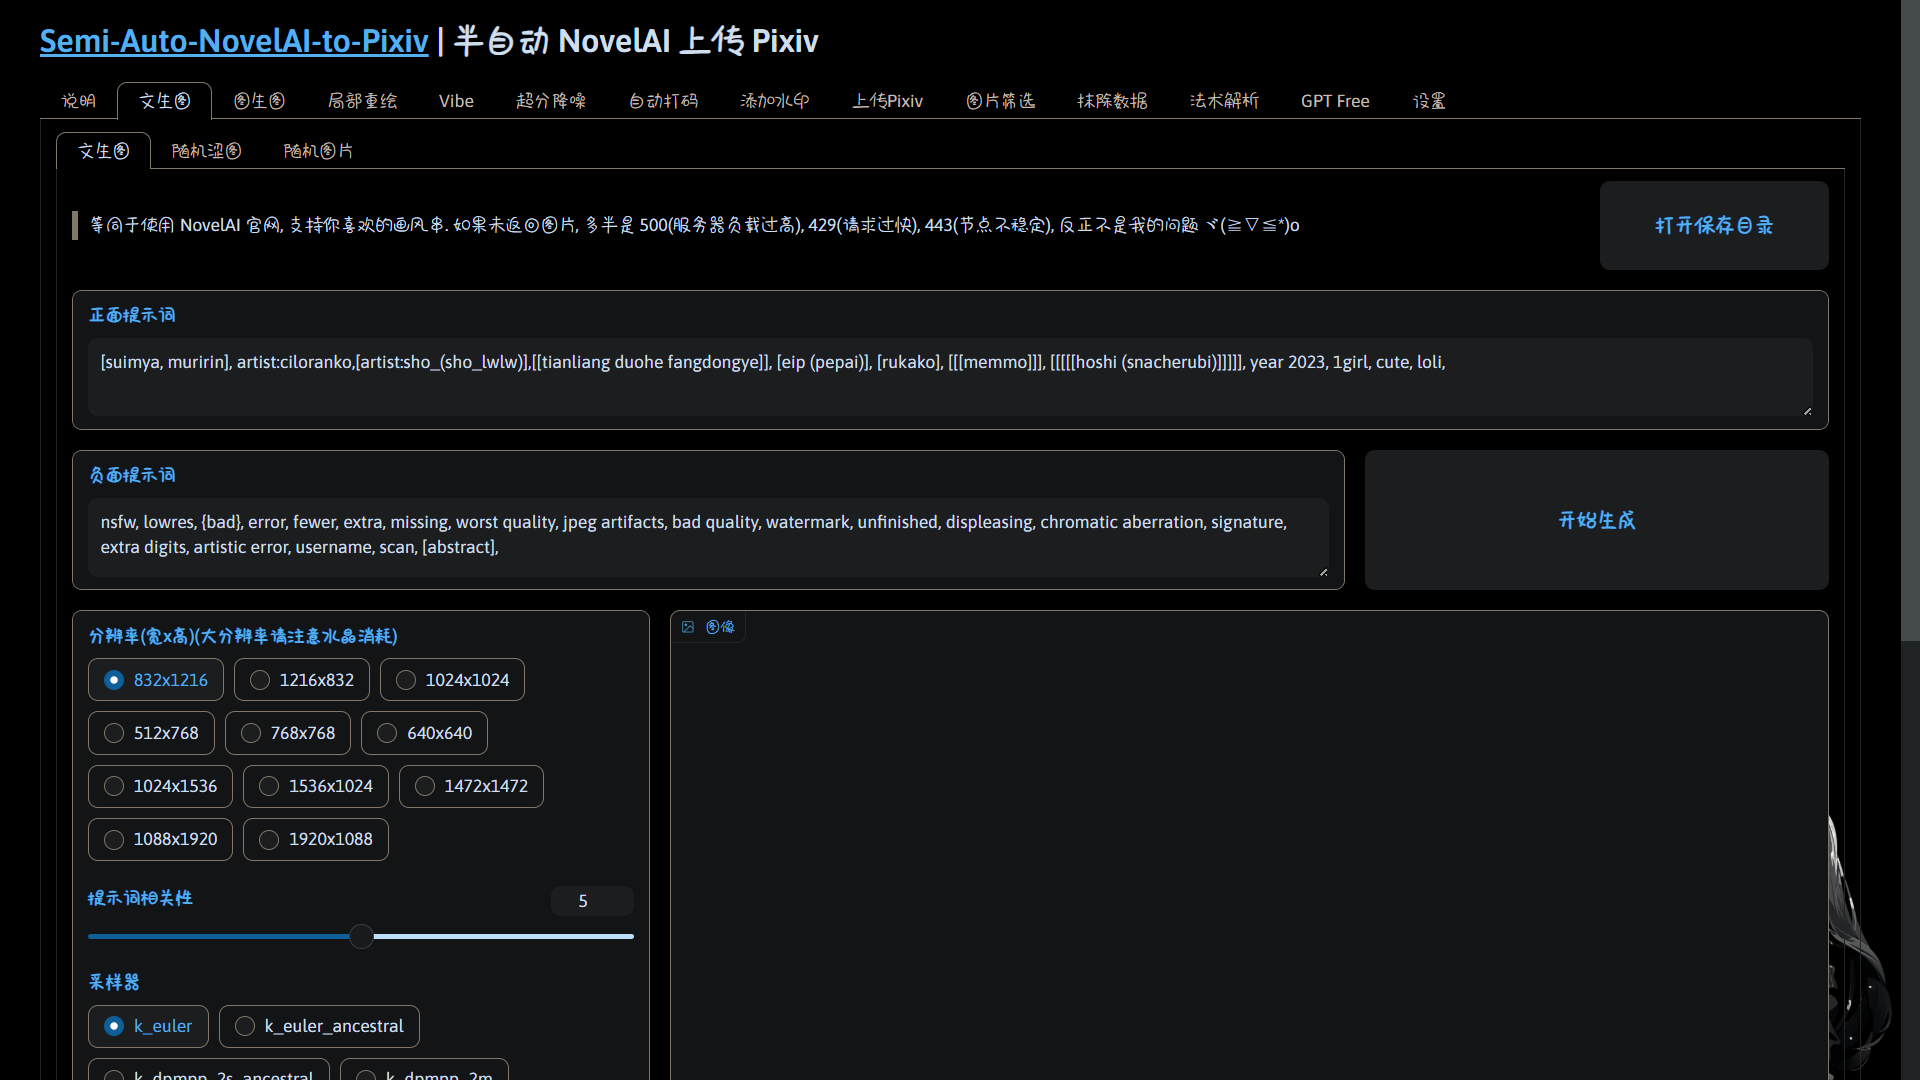 Semi-Auto-NovelAI-to-Pixiv | 半自动 NovelAI 上传 Pixiv
说明 文生图 图生图 局部重绘 Vibe 超分降噪 自动打码 添加水印 上传Pixiv 图片筛选 抹除数据 法术解析 GPT Free 设置
文生图 随机涩图 随机图片
等同于使用 NovelAI 官网, 支持你喜欢的画风串. 如果未返回图片, 多半是 500(服务器负载过高), 429(请求过快), 443(节点不稳定), 反正不是我的问题 ヾ(≧▽≦*)o
打开保存目录
正面提示词
[suimya, muririn], artist:ciloranko,[artist:sho_(sho_lwlw)],[[tianliang duohe fangdongye]], [eip (pepai)], [rukako], [[[memmo]]], [[[[[hoshi (snacherubi)]]]]], year 2023, 1girl, cute, loli,
负面提示词
nsfw, lowres, {bad}, error, fewer, extra, missing, worst quality, jpeg artifacts, bad quality, watermark, unfinished, displeasing, chromatic aberration, signature,
extra digits, artistic error, username, scan, [abstract],
开始生成
分辨率(宽x高)(大分辨率请注意水晶消耗)
832x1216 1216x832 1024x1024
512x768 768x768 640x640
1024x1536 1536x1024 1472x1472
1088x1920 1920x1088
提示词相关性 5
采样器
k_euler k_euler_ancestral
k_dpmpp_2s_ancestral k_dpmpp_2m
图像